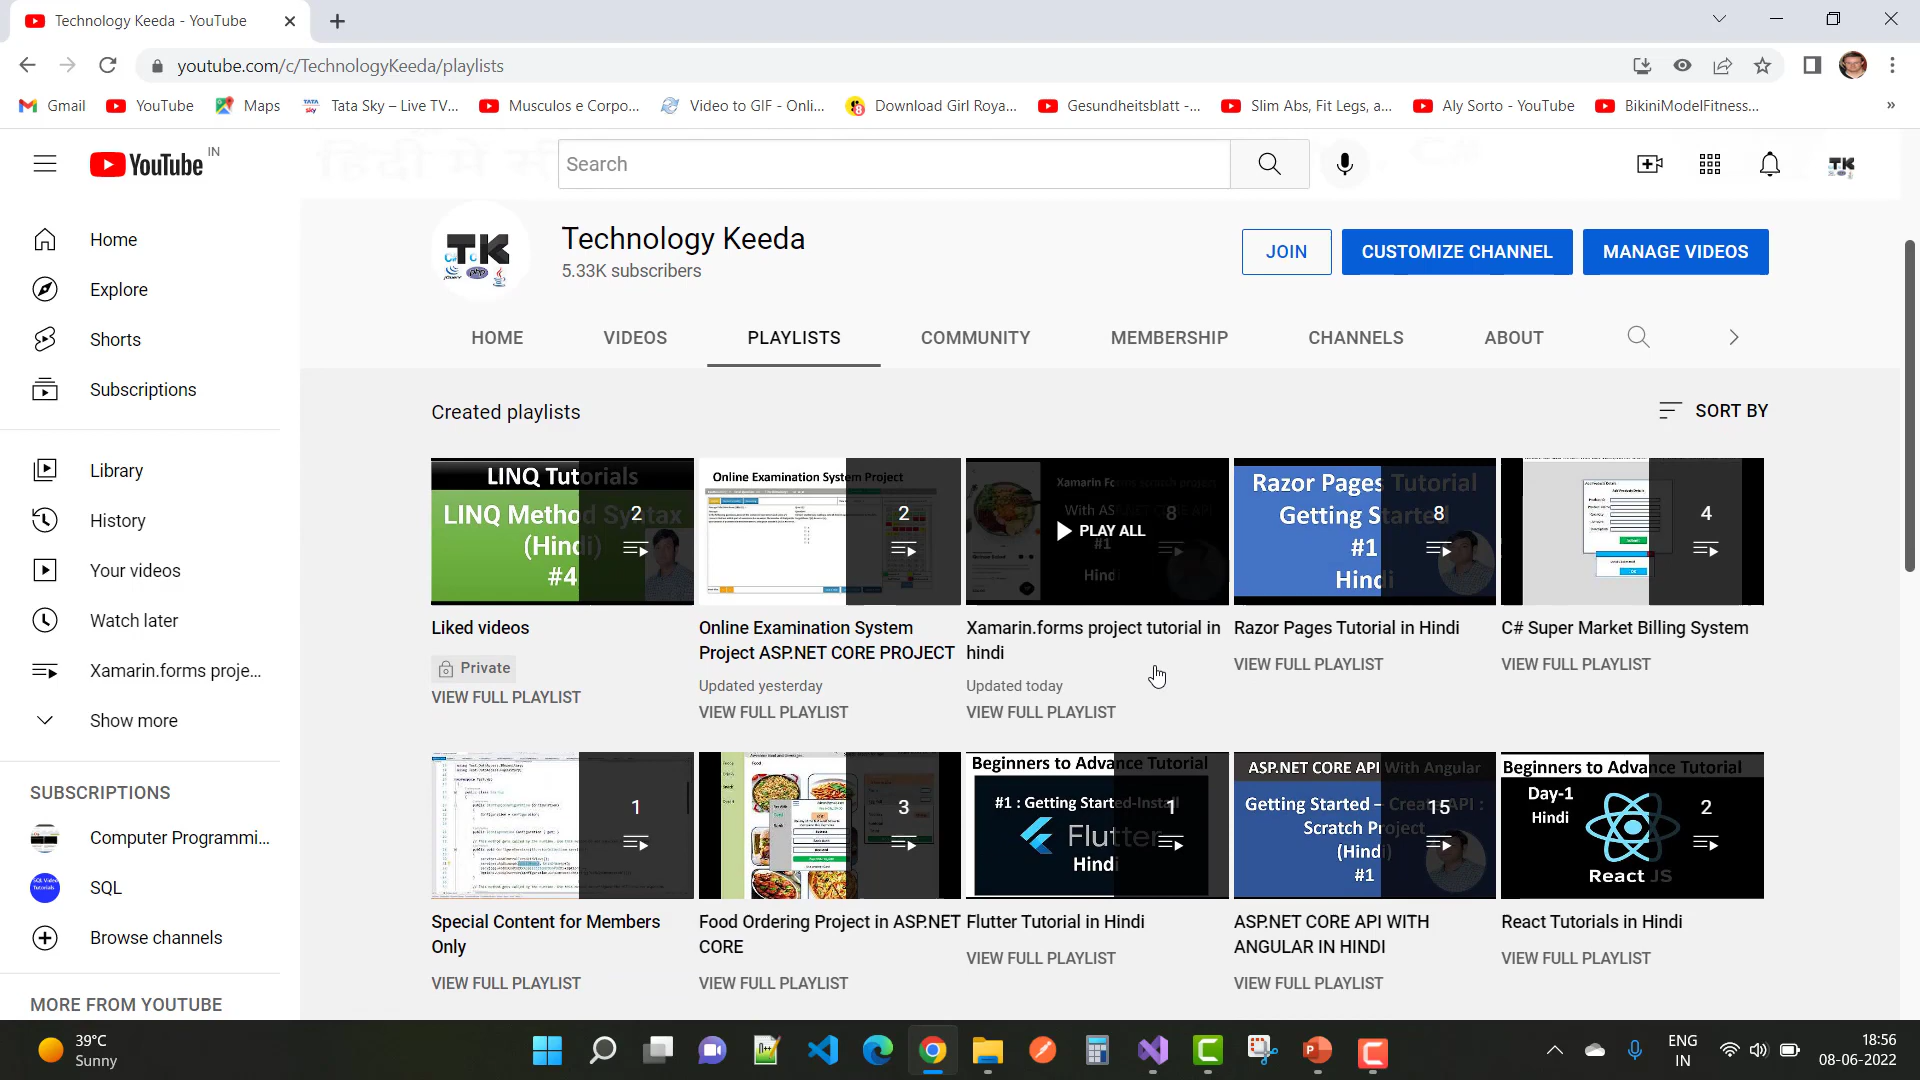 Technology Keeda - YouTube
youtube.com/c/TechnologyKeeda/playlists
Gmail
YouTube
Maps
Tata Sky – Live TV...
Musculos e Corpo...
Video to GIF - Onli...
Download Girl Roya...
Gesundheitsblatt -...
Slim Abs, Fit Legs, a...
Aly Sorto - YouTube
BikiniModelFitness...
»
YouTube IN
Search
TK
Home
Explore
Shorts
Subscriptions
Library
History
Your videos
Watch later
Xamarin.forms proje...
Show more
SUBSCRIPTIONS
Computer Programmi...
SQL
Browse channels
MORE FROM YOUTUBE
TK
Technology Keeda
5.33K subscribers
JOIN
CUSTOMIZE CHANNEL
MANAGE VIDEOS
HOME
VIDEOS
PLAYLISTS
COMMUNITY
MEMBERSHIP
CHANNELS
ABOUT
Created playlists
SORT BY
LINQ Tutorials
LINQ Method Syntax
(Hindi)
#4
2
Liked videos
Private
VIEW FULL PLAYLIST
Online Examination System Project
2
Online Examination System
Project ASP.NET CORE PROJECT
Updated yesterday
VIEW FULL PLAYLIST
PLAY ALL
8
#1
Hindi
Xamarin.forms project tutorial in
hindi
Updated today
VIEW FULL PLAYLIST
Razor Pages Tutorial
Getting Started
#1
Hindi
8
Razor Pages Tutorial in Hindi
VIEW FULL PLAYLIST
4
C# Super Market Billing System
VIEW FULL PLAYLIST
1
Special Content for Members
Only
VIEW FULL PLAYLIST
Food
3
Food Ordering Project in ASP.NET
CORE
VIEW FULL PLAYLIST
Beginners to Advance Tutorial
#1 : Getting Started-Install
Flutter
Hindi
1
Flutter Tutorial in Hindi
VIEW FULL PLAYLIST
ASP.NET CORE API With Angular
Getting Started – Create API :
Scratch Project
(Hindi)
#1
15
ASP.NET CORE API WITH
ANGULAR IN HINDI
VIEW FULL PLAYLIST
Beginners to Advance Tutorial
Day-1
Hindi
React JS
2
React Tutorials in Hindi
VIEW FULL PLAYLIST
39°C
Sunny
ENG
IN
18:56
08-06-2022